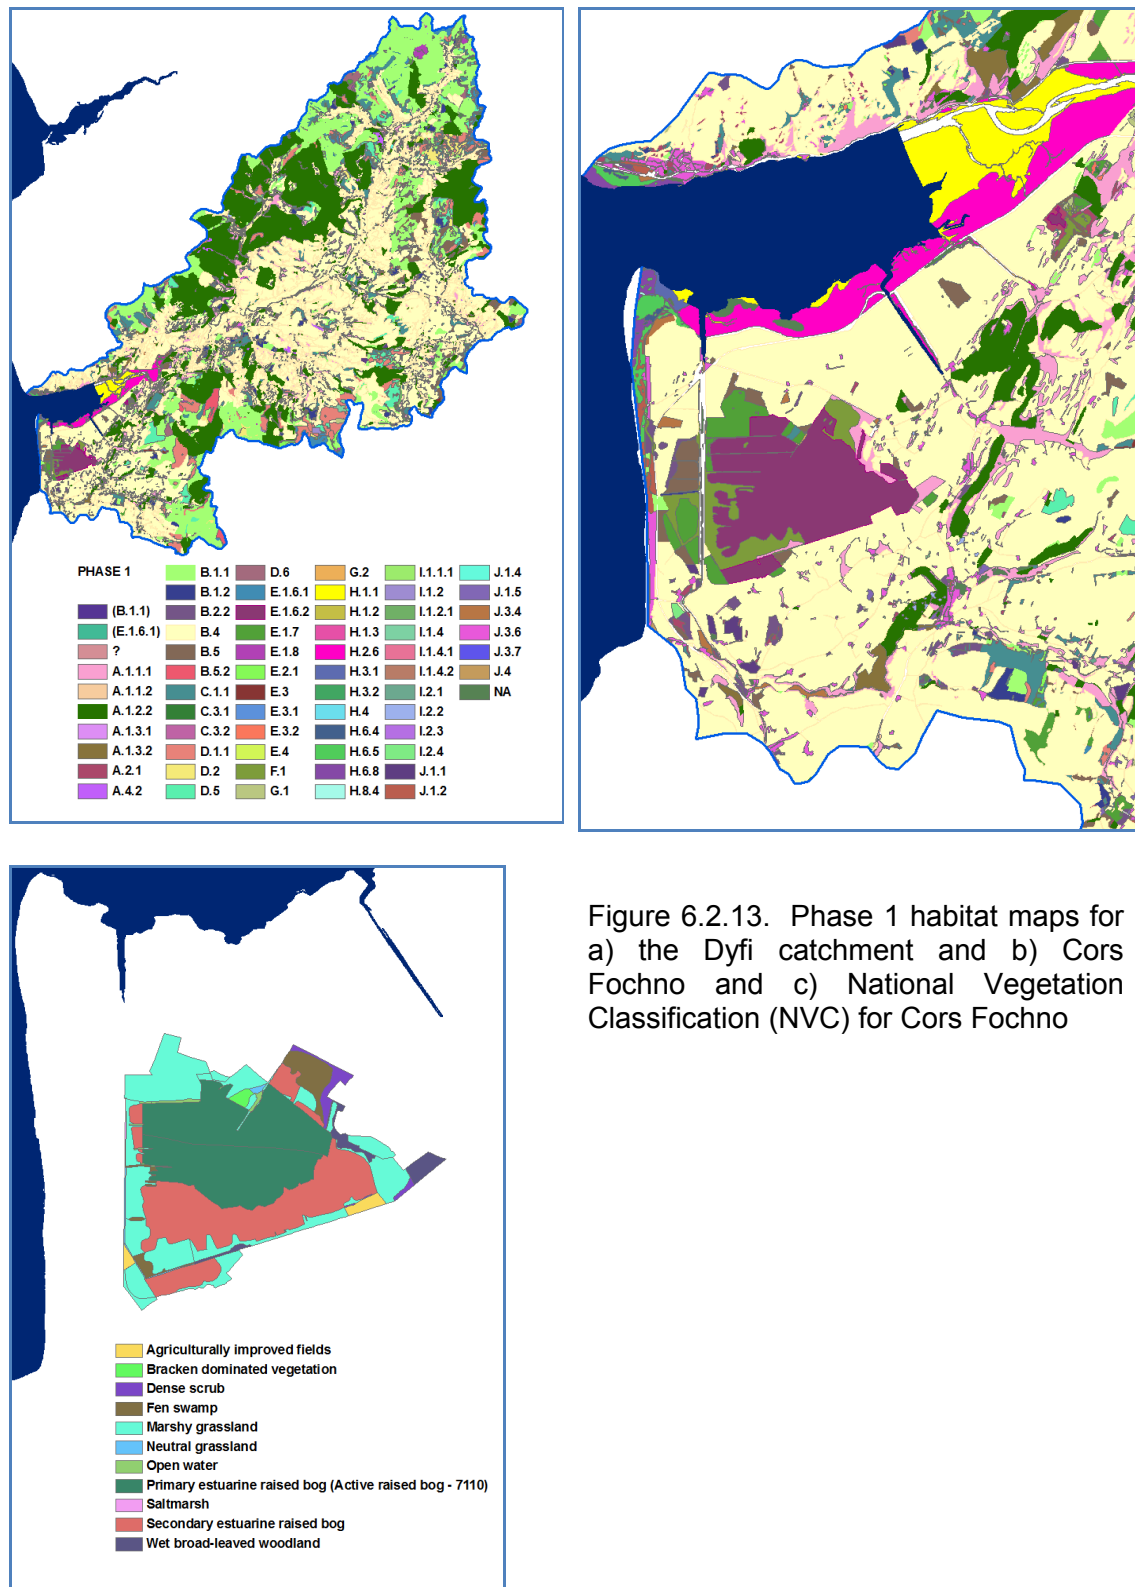 PHASE 1
(B.1.1)
(E.1.6.1)
?
A.1.1.1
A.1.1.2
A.1.2.2
A.1.3.1
A.1.3.2
A.2.1
A.4.2
B.1.1
B.1.2
B.2.2
B.4
B.5
B.5.2
C.1.1
C.3.1
C.3.2
D.1.1
D.2
D.5
D.6
E.1.6.1
E.1.6.2
E.1.7
E.1.8
E.2.1
E.3
E.3.1
E.3.2
E.4
F.1
G.1
G.2
H.1.1
H.1.2
H.1.3
H.2.6
H.3.1
H.3.2
H.4
H.6.4
H.6.5
H.6.8
H.8.4
I.1.1.1
I.1.2
I.1.2.1
I.1.4
I.1.4.1
I.1.4.2
I.2.1
I.2.2
I.2.3
I.2.4
J.1.1
J.1.2
J.1.4
J.1.5
J.3.4
J.3.6
J.3.7
J.4
NA
Figure 6.2.13. Phase 1 habitat maps for
a) the Dyfi catchment and b) Cors
Fochno and c) National Vegetation
Classification (NVC) for Cors Fochno
Agriculturally improved fields
Bracken dominated vegetation
Dense scrub
Fen swamp
Marshy grassland
Neutral grassland
Open water
Primary estuarine raised bog (Active raised bog - 7110)
Saltmarsh
Secondary estuarine raised bog
Wet broad-leaved woodland